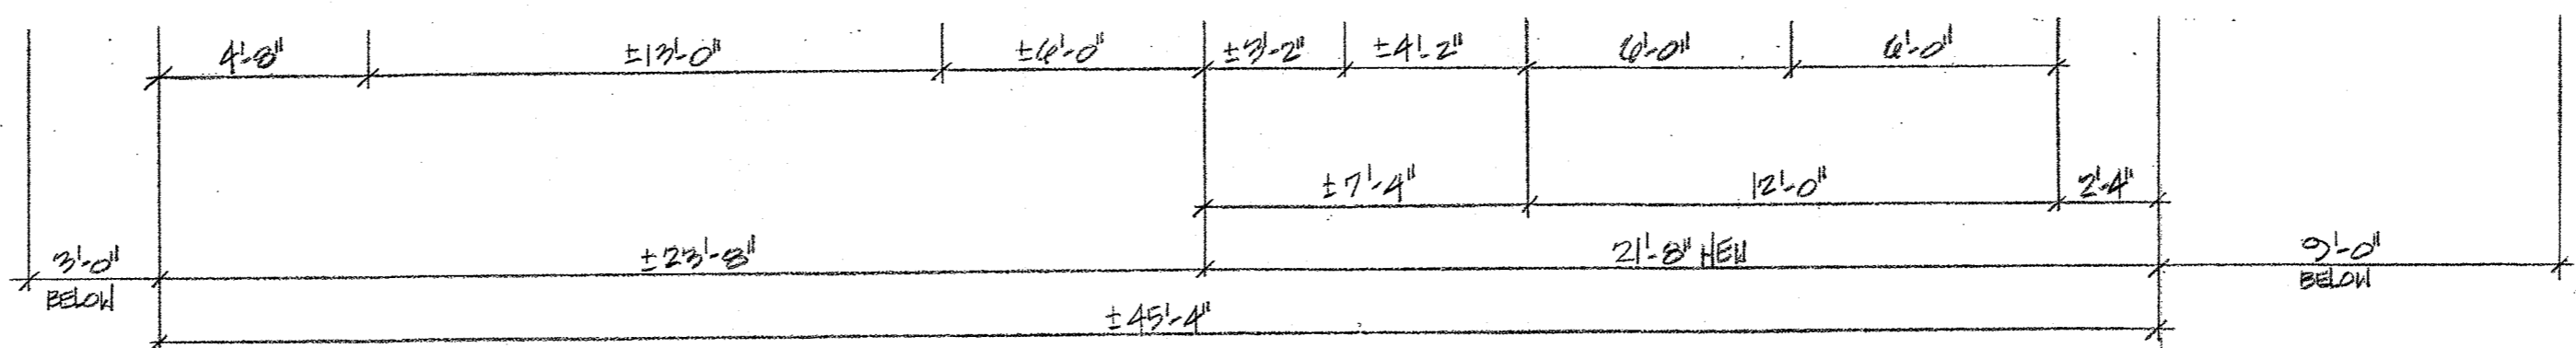 4'-8" ±13'-0" ±6'-0" ±3'-2" ±4'-2" 6'-0" 6'-0"
±7'-4" 12'-0" 2'-4"
3'-0" BELOW ±23'-8" 21'-8" NEW 9'-0" BELOW
±45'-4"